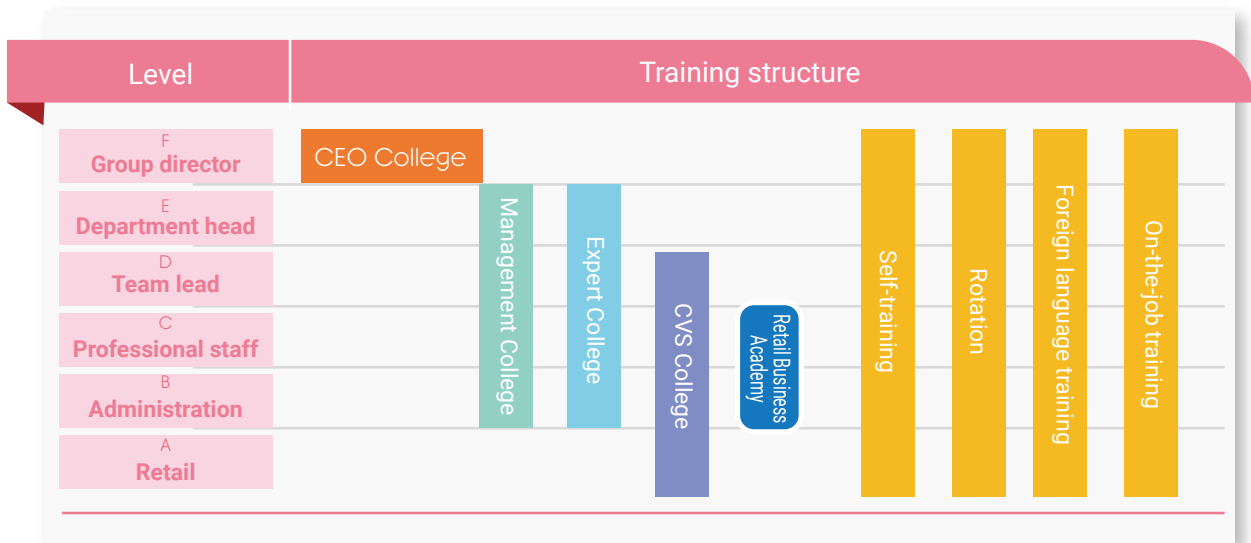 Level
Training structure
F
Group director
E
Department head
D
Team lead
C
Professional staff
B
Administration
A
Retail
CEO College
Management College
Expert College
CVS College
Retail Business
Academy
Self-training
Rotation
Foreign language training
On-the-job training